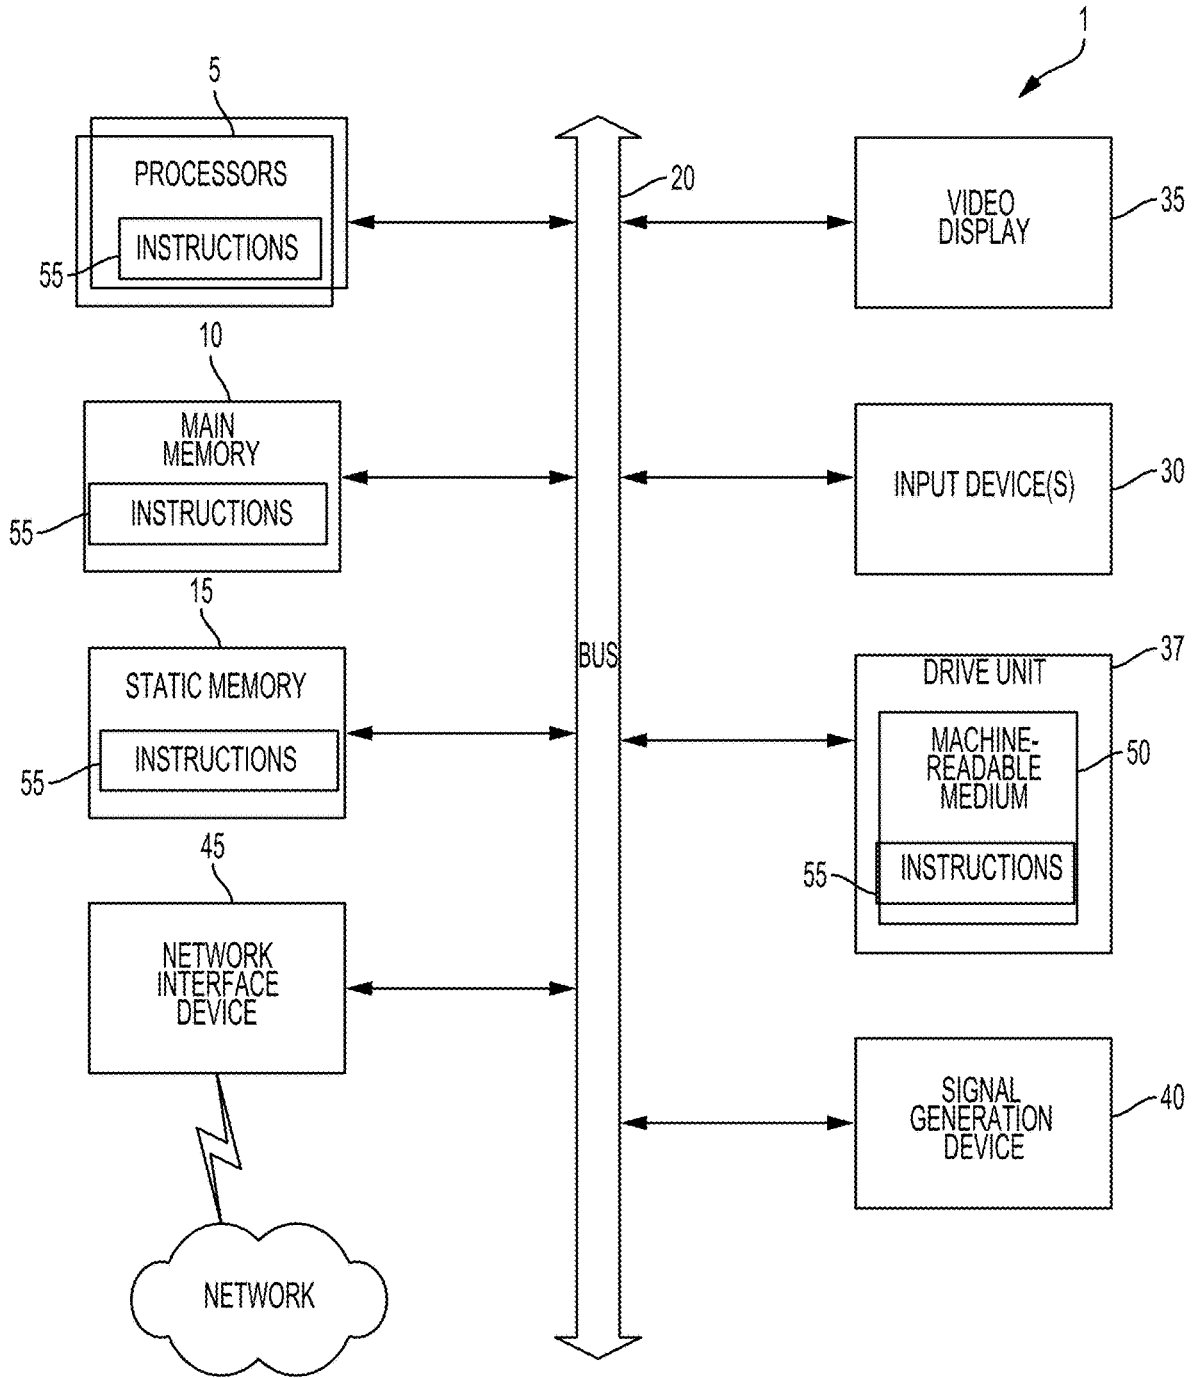 1
5
PROCESSORS
INSTRUCTIONS
55
20
VIDEO
DISPLAY
35
10
MAIN
MEMORY
INSTRUCTIONS
55
INPUT DEVICE(S)
30
15
STATIC MEMORY
INSTRUCTIONS
55
BUS
37
DRIVE UNIT
MACHINE-
READABLE
MEDIUM
50
INSTRUCTIONS
55
45
NETWORK
INTERFACE
DEVICE
SIGNAL
GENERATION
DEVICE
40
NETWORK